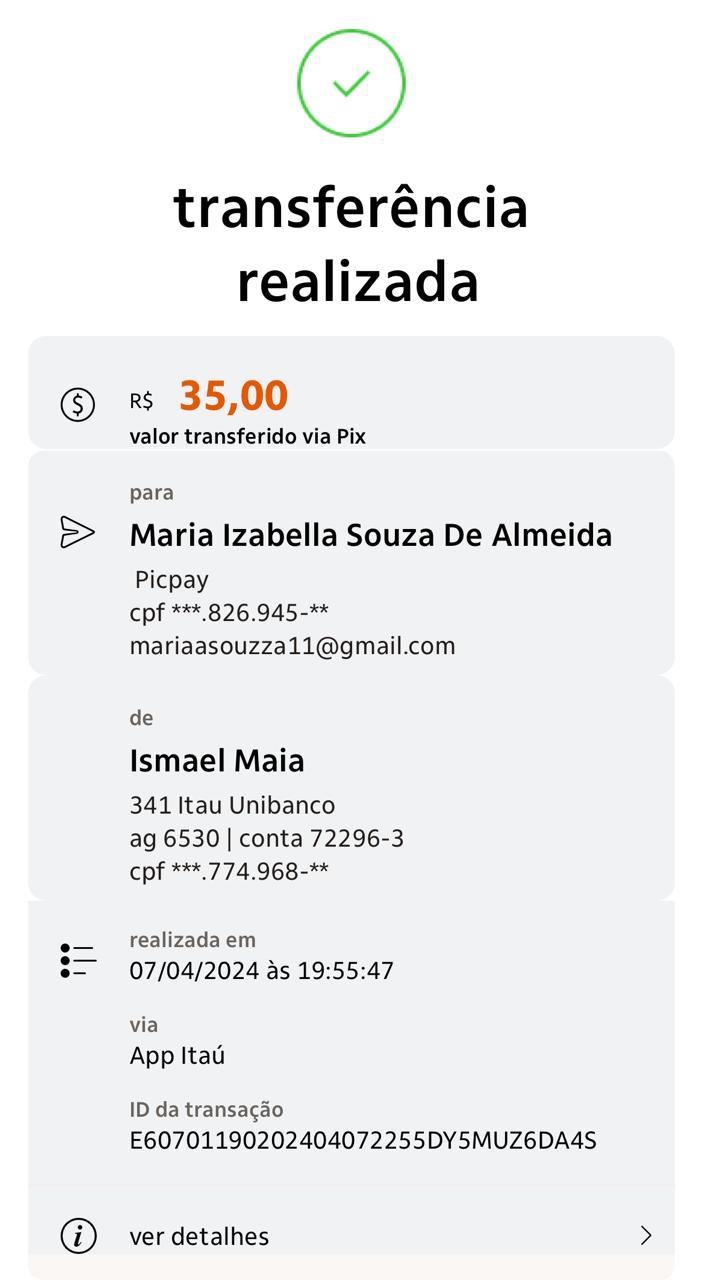 transferência
realizada
R$ 35,00
valor transferido via Pix
para
Maria Izabella Souza De Almeida
Picpay
cpf ***.826.945-**
mariaasouzza11@gmail.com
de
Ismael Maia
341 Itau Unibanco
ag 6530 | conta 72296-3
cpf ***.774.968-**
realizada em
07/04/2024 às 19:55:47
via
App Itaú
ID da transação
E60701190202404072255DY5MUZ6DA4S
ver detalhes